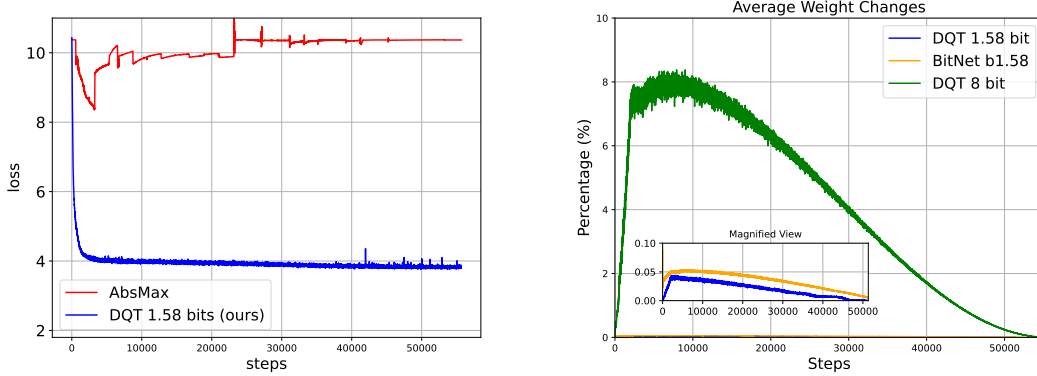 10
8
6
4
2
loss
0
10000
20000
30000
40000
50000
steps
AbsMax
DQT 1.58 bits (ours)
Average Weight Changes
10
8
6
4
2
0
Percentage (%)
DQT 1.58 bit
BitNet b1.58
DQT 8 bit
Magnified View
0.10
0.05
0.00
0
10000
20000
30000
40000
50000
0
10000
20000
30000
40000
50000
Steps